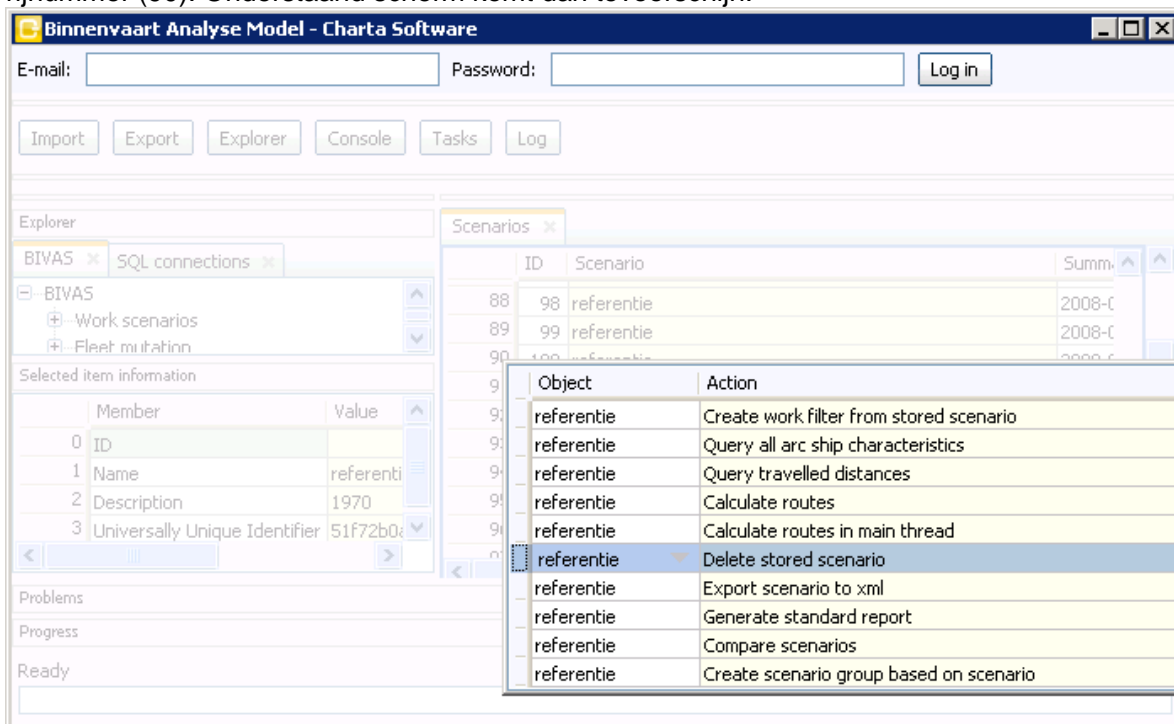 Binnenvaart Analyse Model - Charta Software
E-mail: Password: Log in
Import Export Explorer Console Tasks Log
Explorer
Scenarios
BIVAS SQL connections
ID Scenario
BIVAS
Work scenarios
Fleet mutation
88 98 referentie
89 99 referentie 2008-0
90
Selected item information
Member Value
0 ID
1 Name referenti
2 Description 1970
3 Universally Unique Identifier
Object Action
referentie Create work filter from stored scenario
referentie Query all arc ship characteristics
referentie Query travelled distances
referentie Calculate routes
referentie Calculate routes in main thread
referentie Delete stored scenario
referentie Export scenario to xml
referentie Generate standard report
referentie Compare scenarios
referentie Create scenario group based on scenario
Problems
Progress
Ready